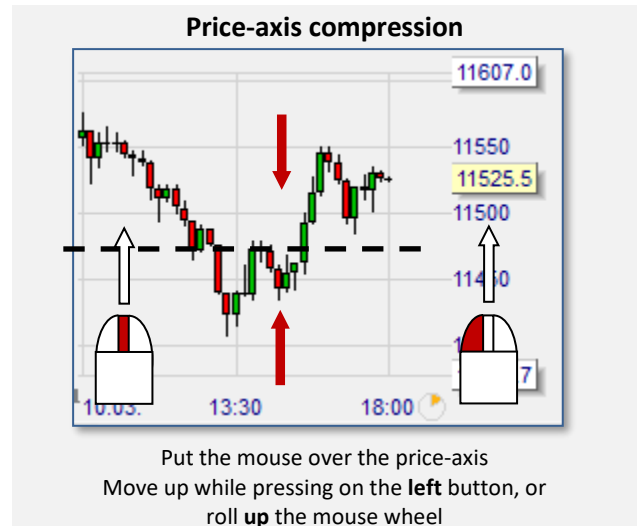 Price-axis compression
11607.0
11550
11525.5
11500
10.03. 13:30 18:00
Put the mouse over the price-axis
Move up while pressing on the left button, or
roll up the mouse wheel